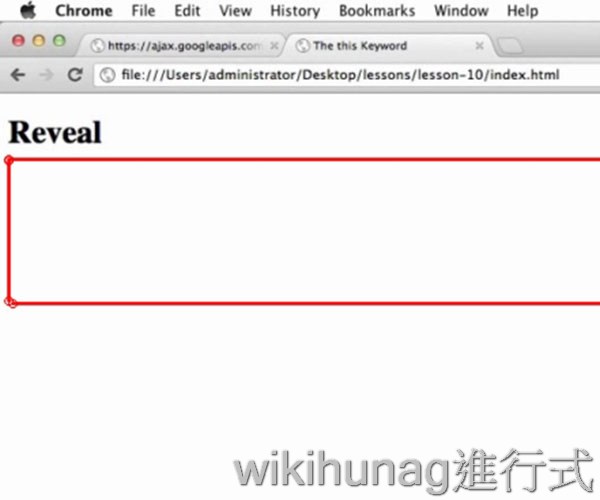 Chrome File Edit View History Bookmarks Window Help
https://ajax.googleapis.com The this Keyword
file:///Users/administrator/Desktop/lessons/lesson-10/index.html
Reveal
wikihunag進行式